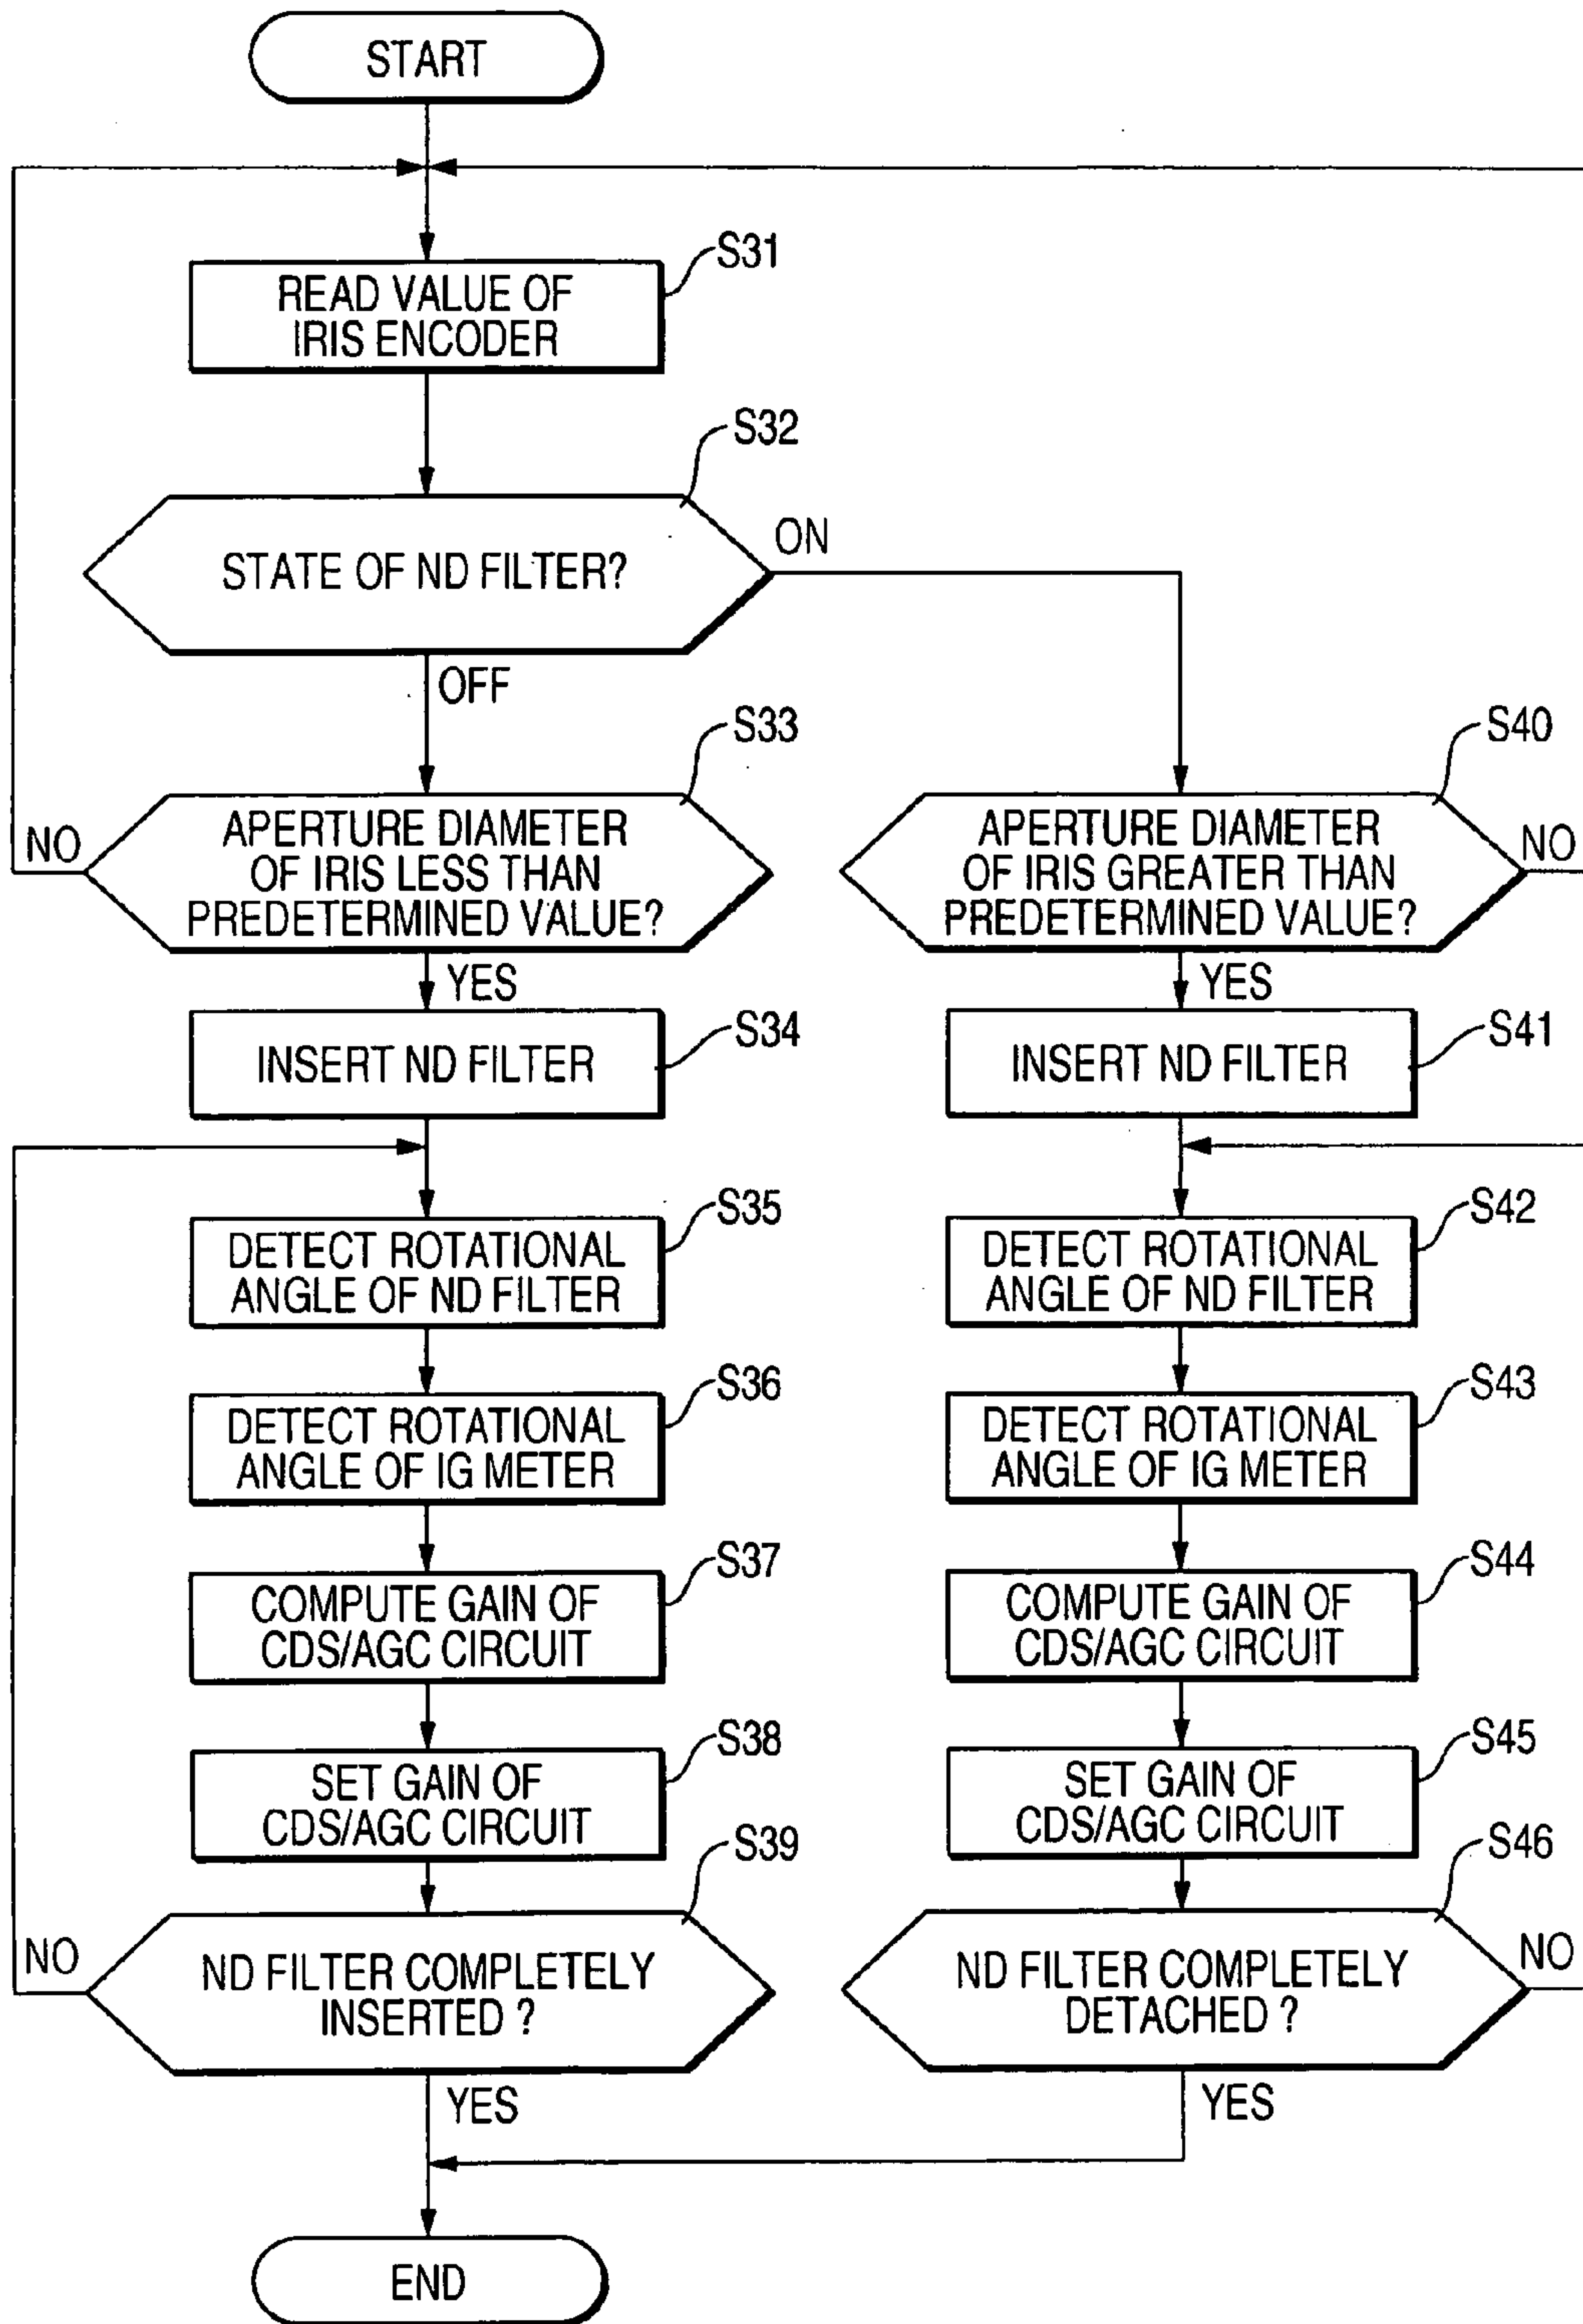 START
S31
READ VALUE OF
IRIS ENCODER
S32
STATE OF ND FILTER?
ON
OFF
S33
APERTURE DIAMETER
OF IRIS LESS THAN
PREDETERMINED VALUE?
NO
YES
S34
INSERT ND FILTER
S35
DETECT ROTATIONAL
ANGLE OF ND FILTER
S36
DETECT ROTATIONAL
ANGLE OF IG METER
S37
COMPUTE GAIN OF
CDS/AGC CIRCUIT
S38
SET GAIN OF
CDS/AGC CIRCUIT
S39
ND FILTER COMPLETELY
INSERTED ?
NO
YES
S40
APERTURE DIAMETER
OF IRIS GREATER THAN
PREDETERMINED VALUE?
NO
YES
S41
INSERT ND FILTER
S42
DETECT ROTATIONAL
ANGLE OF ND FILTER
S43
DETECT ROTATIONAL
ANGLE OF IG METER
S44
COMPUTE GAIN OF
CDS/AGC CIRCUIT
S45
SET GAIN OF
CDS/AGC CIRCUIT
S46
ND FILTER COMPLETELY
DETACHED ?
NO
YES
END